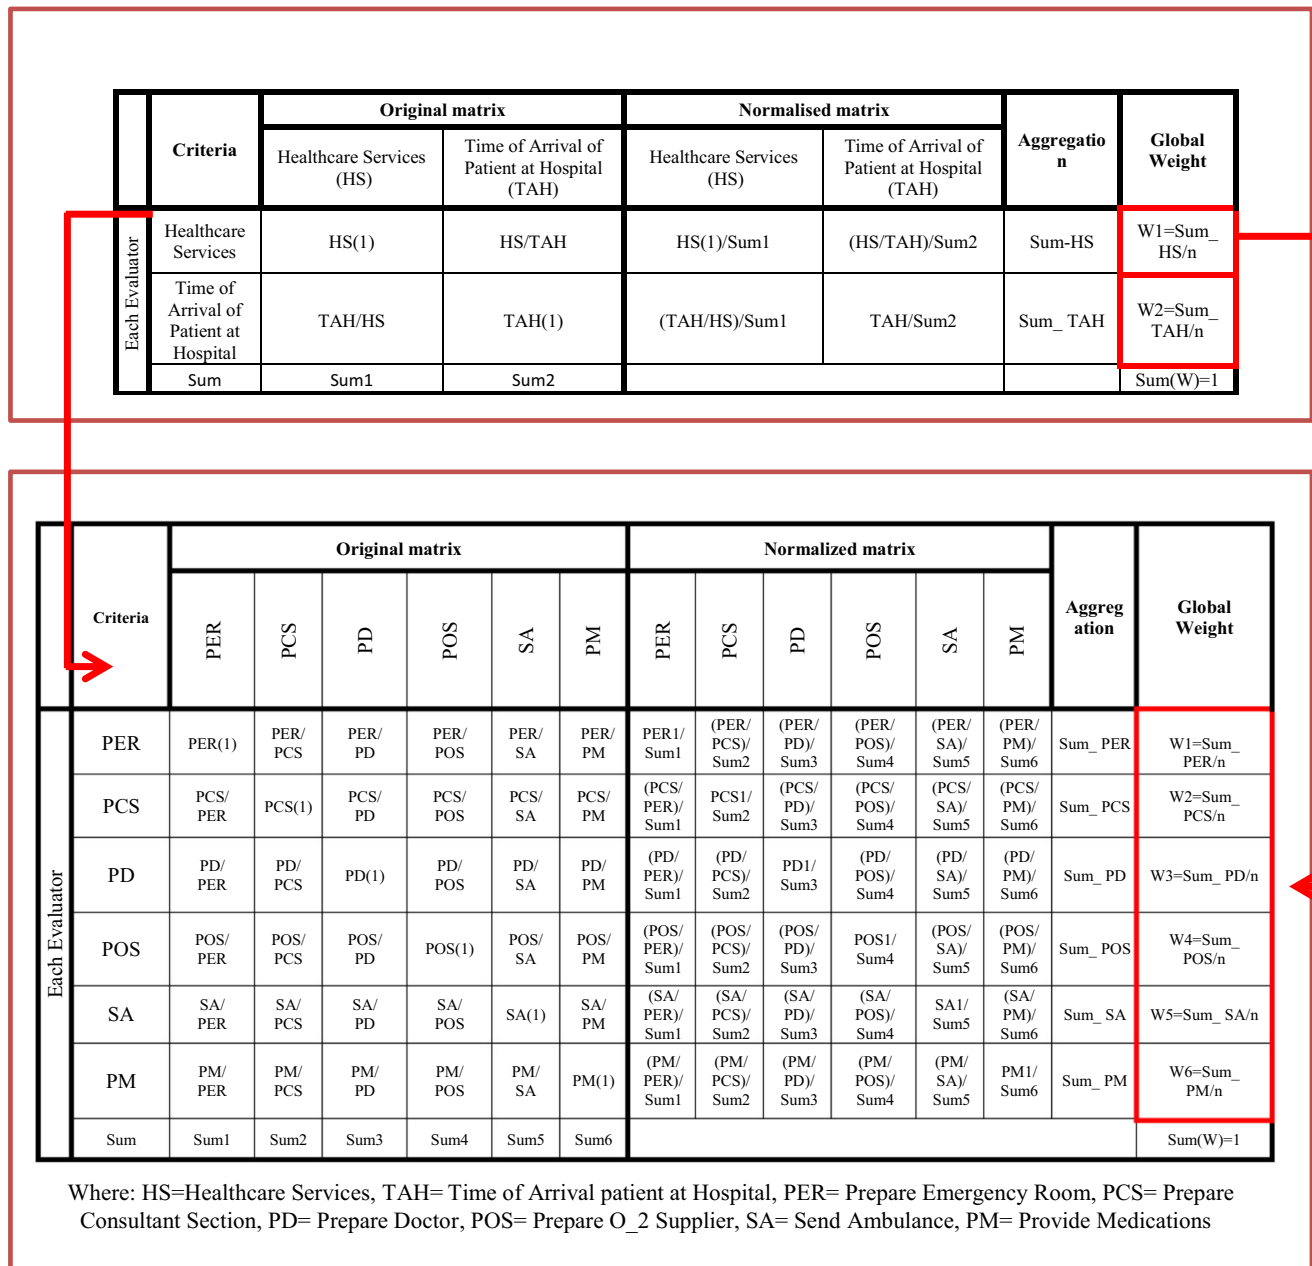 Original matrix
Normalised matrix
Criteria
Healthcare Services
(HS)
Time of Arrival of
Patient at Hospital
(TAH)
Healthcare Services
(HS)
Time of Arrival of
Patient at Hospital
(TAH)
Aggregatio
n
Global
Weight
Each Evaluator
Healthcare
Services
HS(1)
HS/TAH
HS(1)/Sum1
(HS/TAH)/Sum2
Sum-HS
W1=Sum_
HS/n
Time of
Arrival of
Patient at
Hospital
TAH/HS
TAH(1)
(TAH/HS)/Sum1
TAH/Sum2
Sum_ TAH
W2=Sum_
TAH/n
Sum
Sum1
Sum2
Sum(W)=1
Original matrix
Normalized matrix
Criteria
PER
PCS
PD
POS
SA
PM
PER
PCS
PD
POS
SA
PM
Aggreg
ation
Global
Weight
Each Evaluator
PER
PER(1)
PER/
PCS
PER/
PD
PER/
POS
PER/
SA
PER/
PM
PER1/
Sum1
(PER/
PCS)/
Sum2
(PER/
PD)/
Sum3
(PER/
POS)/
Sum4
(PER/
SA)/
Sum5
(PER/
PM)/
Sum6
Sum_ PER
W1=Sum_
PER/n
PCS
PCS/
PER
PCS(1)
PCS/
PD
PCS/
POS
PCS/
SA
PCS/
PM
(PCS/
PER)/
Sum1
PCS1/
Sum2
(PCS/
PD)/
Sum3
(PCS/
POS)/
Sum4
(PCS/
SA)/
Sum5
(PCS/
PM)/
Sum6
Sum_ PCS
W2=Sum_
PCS/n
PD
PD/
PER
PD/
PCS
PD(1)
PD/
POS
PD/
SA
PD/
PM
(PD/
PER)/
Sum1
(PD/
PCS)/
Sum2
PD1/
Sum3
(PD/
POS)/
Sum4
(PD/
SA)/
Sum5
(PD/
PM)/
Sum6
Sum_ PD
W3=Sum_ PD/n
POS
POS/
PER
POS/
PCS
POS/
PD
POS(1)
POS/
SA
POS/
PM
(POS/
PER)/
Sum1
(POS/
PCS)/
Sum2
(POS/
PD)/
Sum3
POS1/
Sum4
(POS/
SA)/
Sum5
(POS/
PM)/
Sum6
Sum_ POS
W4=Sum_
POS/n
SA
SA/
PER
SA/
PCS
SA/
PD
SA/
POS
SA(1)
SA/
PM
(SA/
PER)/
Sum1
(SA/
PCS)/
Sum2
(SA/
PD)/
Sum3
(SA/
POS)/
Sum4
SA1/
Sum5
(SA/
PM)/
Sum6
Sum_ SA
W5=Sum_ SA/n
PM
PM/
PER
PM/
PCS
PM/
PD
PM/
POS
PM/
SA
PM(1)
(PM/
PER)/
Sum1
(PM/
PCS)/
Sum2
(PM/
PD)/
Sum3
(PM/
POS)/
Sum4
(PM/
SA)/
Sum5
PM1/
Sum6
Sum_ PM
W6=Sum_
PM/n
Sum
Sum1
Sum2
Sum3
Sum4
Sum5
Sum6
Sum(W)=1
Where: HS=Healthcare Services, TAH= Time of Arrival patient at Hospital, PER= Prepare Emergency Room, PCS= Prepare
Consultant Section, PD= Prepare Doctor, POS= Prepare O_2 Supplier, SA= Send Ambulance, PM= Provide Medications